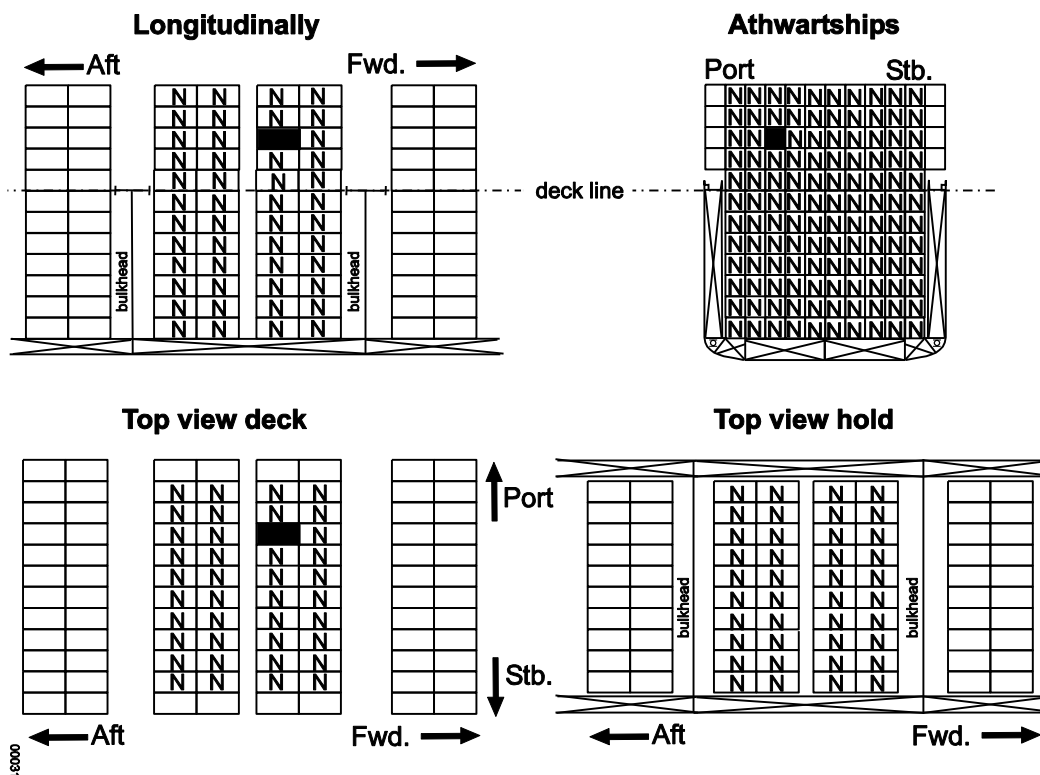 Longitudinally
Athwartships
Aft
Fwd.
Port
Stb.
N N N N N N N N N N N N N N
N N N N N N N N N N N N N N
N N N N N N N N N N N N
N N N N N N N N N N N N N N
N N N N N N N N N N N N N N
deck line
N N N N N N N N N N N N N N
N N N N N N N N N N N N N N
N N N N N N N N N N N N N N
N N N N N N N N N N N N N N
N N N N N N N N N N N N N N
N N N N N N N N N N N N N N
N N N N N N N N N N N N N N
bulkhead
bulkhead
Top view deck
Top view hold
Port
N N N N N N N N
N N N N N N N N
N N N N N N N
N N N N N N N N
N N N N N N N N
N N N N N N N N
N N N N N N N N
N N N N N N N N
N N N N N N N N
N N N N N N N N
bulkhead
bulkhead
Stb.
Aft
Fwd.
Aft
Fwd.